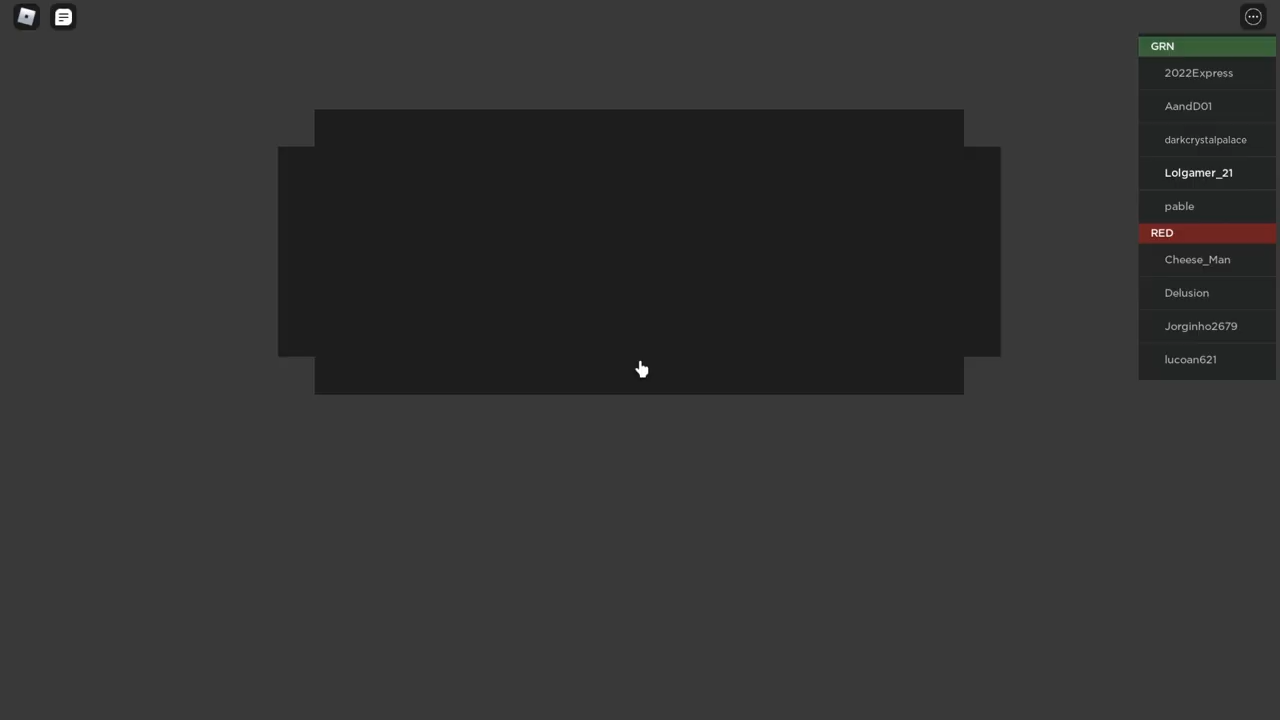 GRN
2022Express
AandD01
darkcrystalpalace
Lolgamer_21
pable
RED
Cheese_Man
Delusion
Jorginho2679
lucoan621